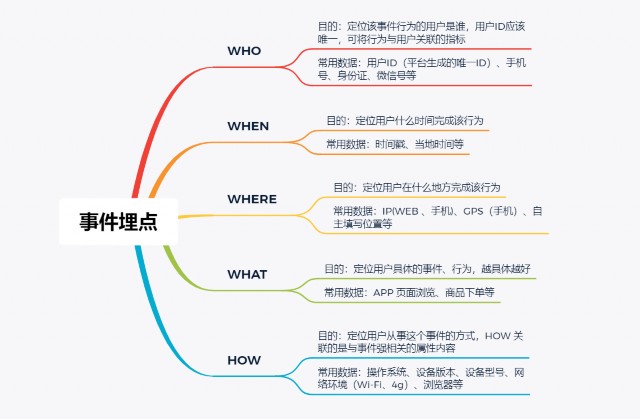 事件埋点
WHO
目的：定位该事件行为的用户是谁，用户ID应该
唯一，可将行为与用户关联的指标
常用数据：用户ID（平台生成的唯一ID）、手机
号、身份证、微信号等
WHEN
目的：定位用户什么时间完成该行为
常用数据：时间戳、当地时间等
WHERE
目的：定位用户在什么地方完成该行为
常用数据：IP(WEB 、手机)、GPS（手机）、自
主填写位置等
WHAT
目的：定位用户具体的事件、行为，越具体越好
常用数据：APP 页面浏览、商品下单等
HOW
目的：定位用户从事这个事件的方式，HOW 关
联的是与事件强相关的属性内容
常用数据：操作系统、设备版本、设备型号、网
络环境（Wi-Fi、4g）、浏览器等